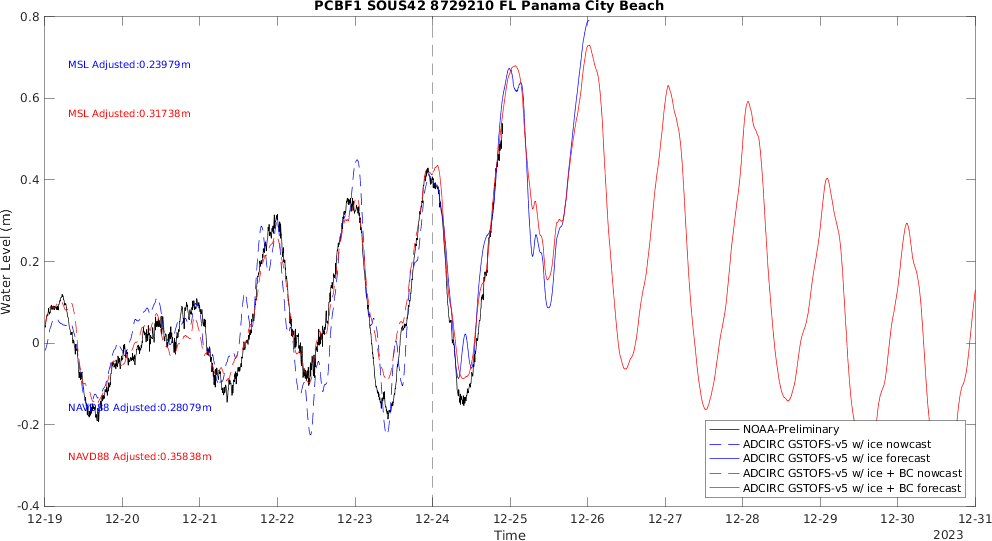 PCBF1 SOUS42 8729210 FL Panama City Beach
0.8
MSL Adjusted:0.23979m
0.6
MSL Adjusted:0.31738m
0.4
Water Level (m)
0.2
0
NAVD88 Adjusted:0.28079m
-0.2
NOAA-Preliminary
ADCIRC GSTOFS-v5 w/ ice nowcast
NAVD88 Adjusted:0.35838m
ADCIRC GSTOFS-v5 w/ ice forecast
ADCIRC GSTOFS-v5 w/ ice + BC nowcast
ADCIRC GSTOFS-v5 w/ ice + BC forecast
-0.4
12-19 12-20 12-21 12-22 12-23 12-24 12-25 12-26 12-27 12-28 12-29 12-30 12-31
Time
2023